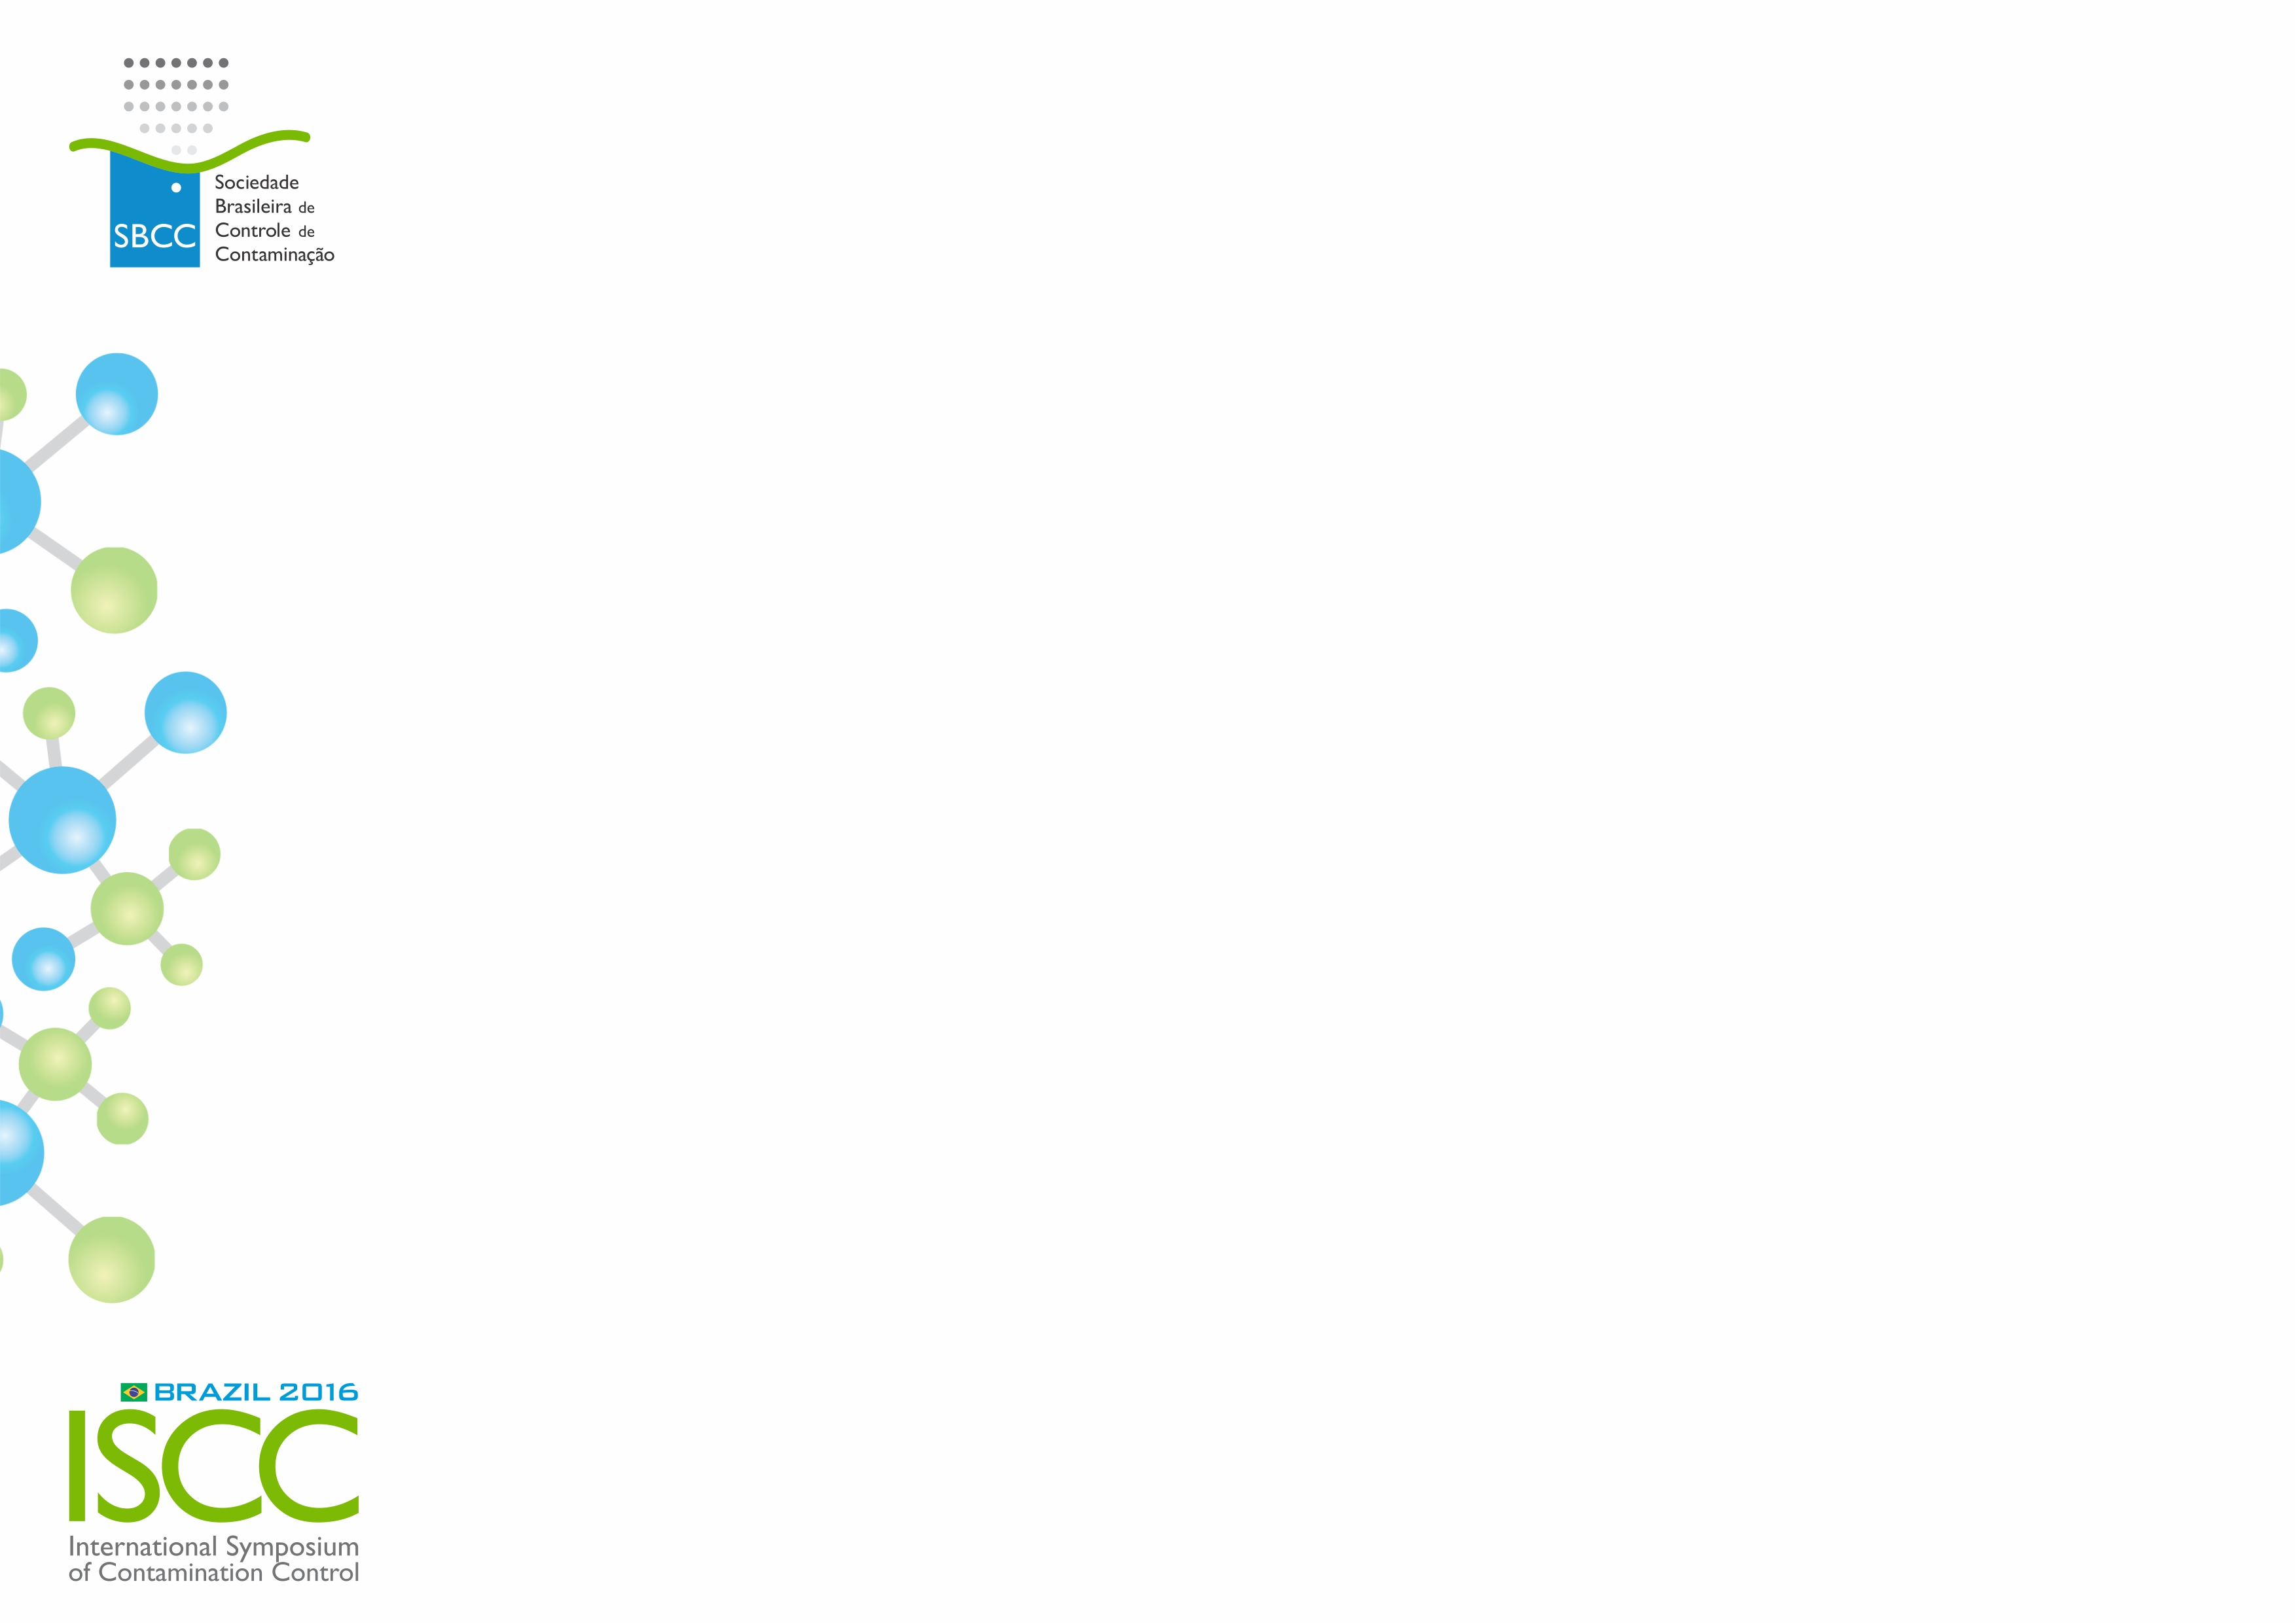 SBCC
Sociedade
Brasileira de
Controle de
Contaminação
BRAZIL 2016
ISCC
International Symposium
of Contamination Control